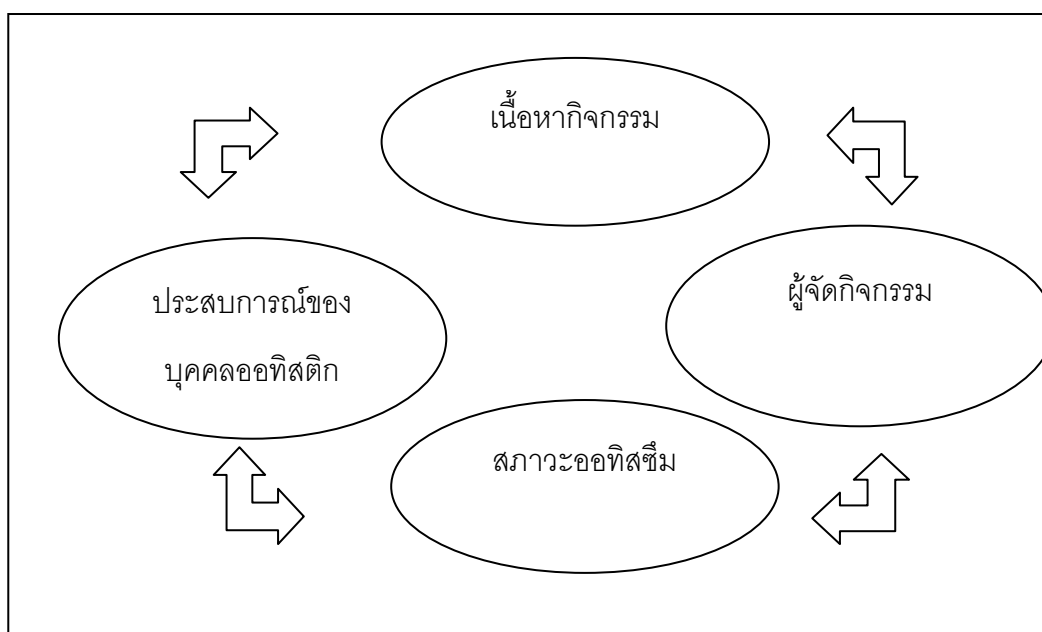 เนื้อหากิจกรรม
ประสบการณ์ของ
บุคคลออทิสติก
ผู้จัดกิจกรรม
สภาวะออทิสซึม